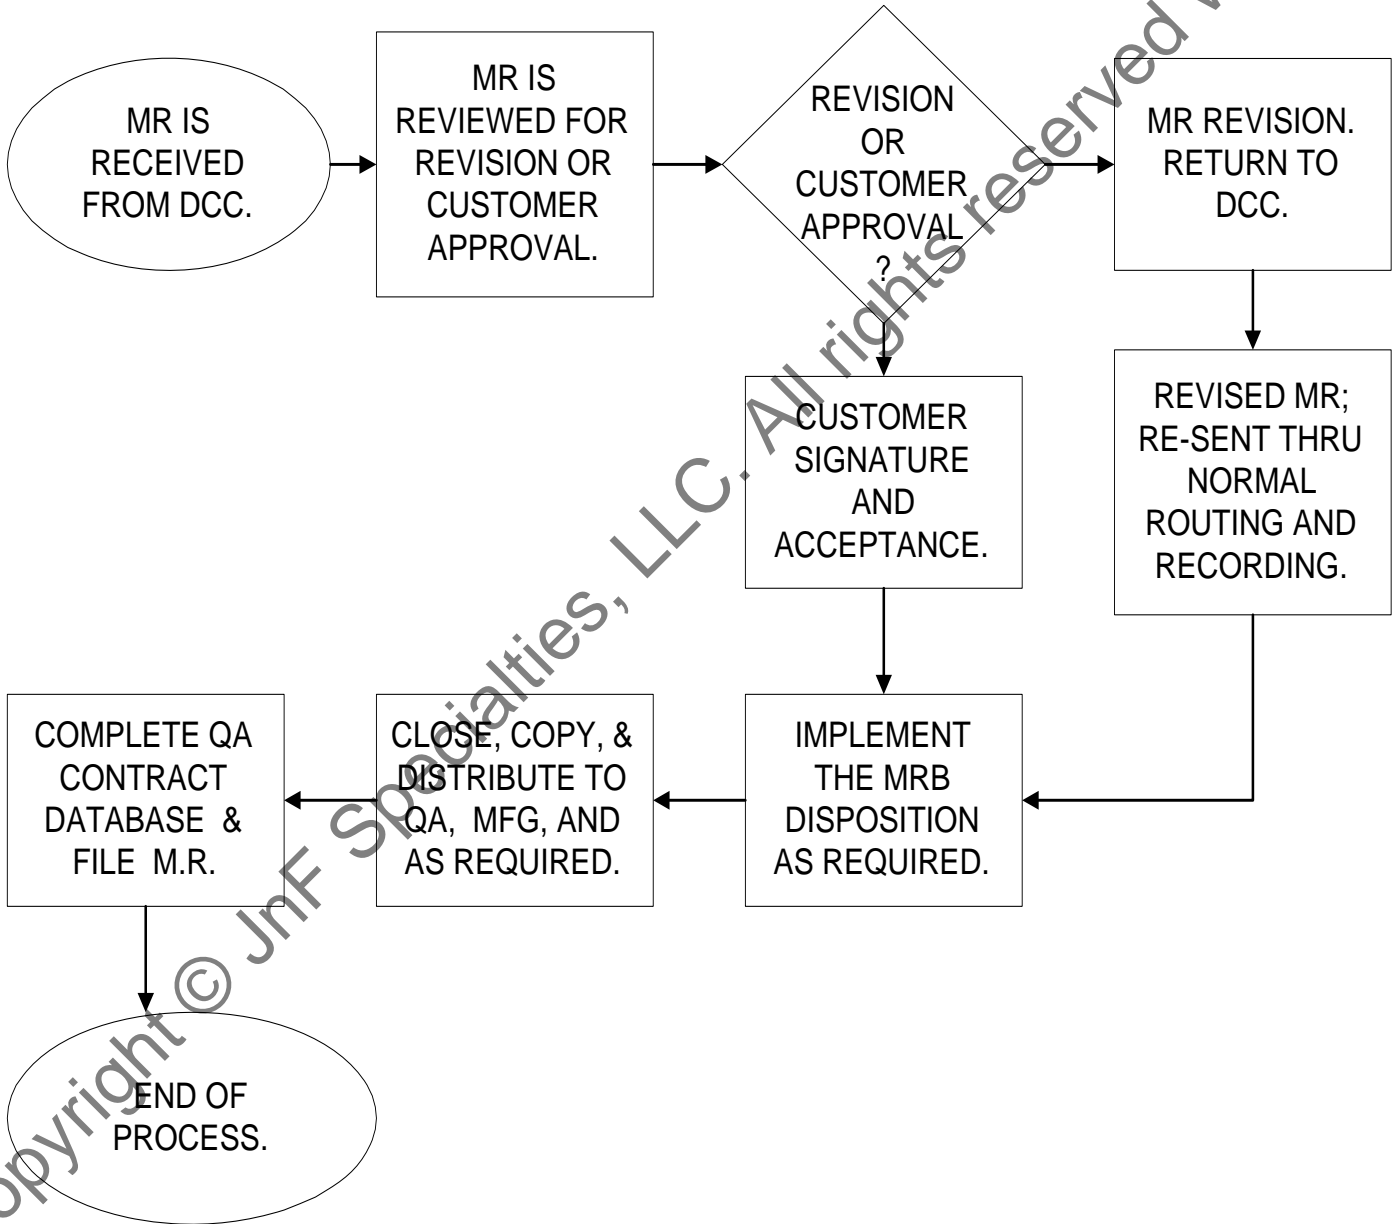 MR IS
RECEIVED
FROM DCC.
MR IS
REVIEWED FOR
REVISION OR
CUSTOMER
APPROVAL.
REVISION
OR
CUSTOMER
APPROVAL
?
MR REVISION.
RETURN TO
DCC.
CUSTOMER
SIGNATURE
AND
ACCEPTANCE.
REVISED MR;
RE-SENT THRU
NORMAL
ROUTING AND
RECORDING.
COMPLETE QA
CONTRACT
DATABASE &
FILE M.R.
CLOSE, COPY, &
DISTRIBUTE TO
QA, MFG, AND
AS REQUIRED.
IMPLEMENT
THE MRB
DISPOSITION
AS REQUIRED.
END OF
PROCESS.
opyright © JnF Specialties, LLC. All rights reserved